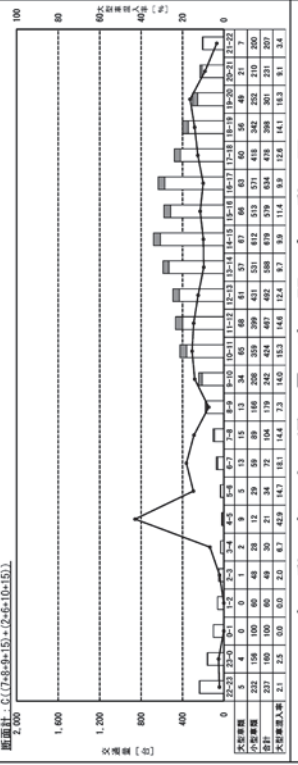 断面計 : C((7+8+9+15)+(2+6+10+15))
2,000
1,600
1,200
800
400
0
交通量 [台]
100
80
60
40
20
0
大型車混入率 [%]
22-23 23-0 0-1 1-2 2-3 3-4 4-5 5-6 6-7 7-8 8-9 9-10 10-11 11-12 12-13 13-14 14-15 15-16 16-17 17-18 18-19 19-20 20-21 21-22
大型車類 5 4 0 0 1 2 9 5 13 15 13 34 65 68 61 57 67 66 63 60 56 49 21 7
小型車類 232 156 100 60 48 28 12 29 59 89 166 208 359 399 431 531 612 513 571 418 342 252 210 200
合計 237 160 100 60 49 30 21 34 72 104 179 242 424 467 492 588 679 579 634 478 398 301 231 207
大型車混入率 2.1 2.5 0.0 0.0 2.0 6.7 42.9 14.7 18.1 14.4 7.3 14.0 15.3 14.6 12.4 9.7 9.9 11.4 9.9 12.6 14.1 16.3 9.1 3.4